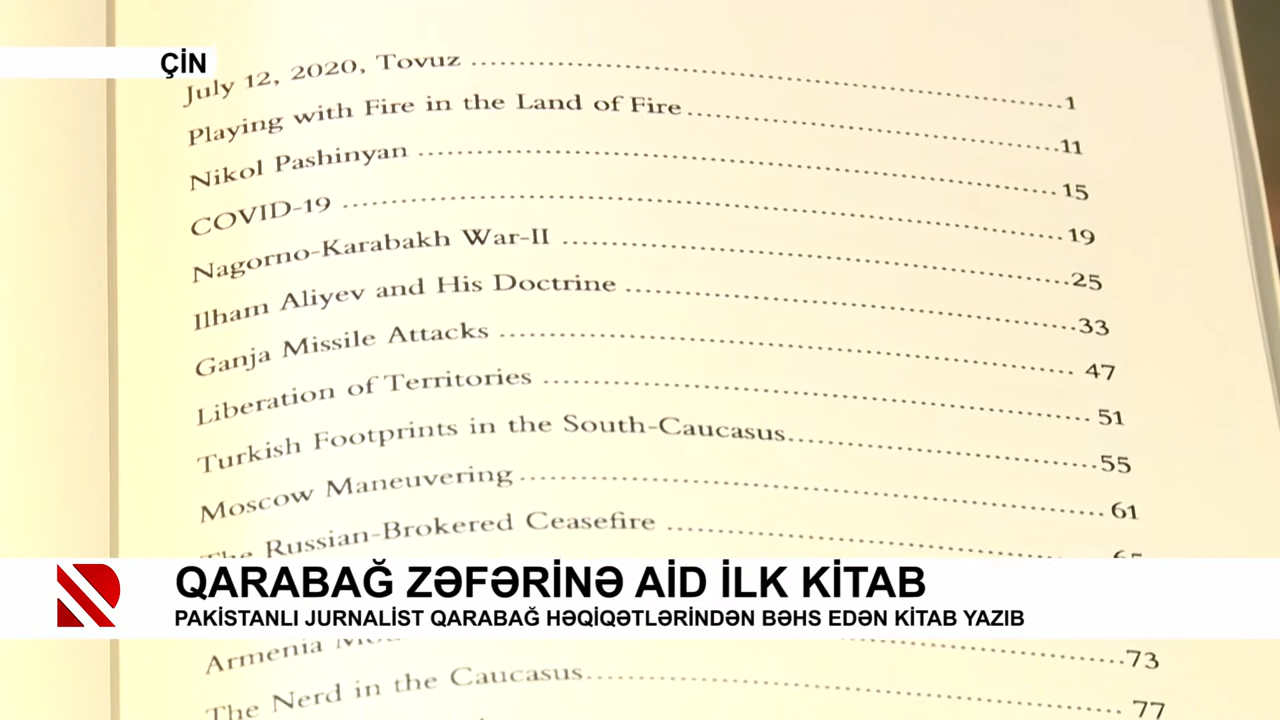 ÇİN
July 12, 2020, Tovuz ........ 1
Playing with Fire in the Land of Fire ........ 11
Nikol Pashinyan ........ 15
COVID-19 ........ 19
Nagorno-Karabakh War-II ........ 25
Ilham Aliyev and His Doctrine ........ 33
Ganja Missile Attacks ........ 47
Liberation of Territories ........ 51
Turkish Footprints in the South-Caucasus ........ 55
Moscow Maneuvering ........ 61
The Russian-Brokered Ceasefire ........ 65
QARABAĞ ZƏFƏRİNƏ AİD İLK KİTAB
PAKİSTANLI JURNALİST QARABAĞ HƏQİQƏTLƏRİNDƏN BƏHS EDƏN KİTAB YAZIB
Armenia ........ 73
The Nerd in the Caucasus ........ 77